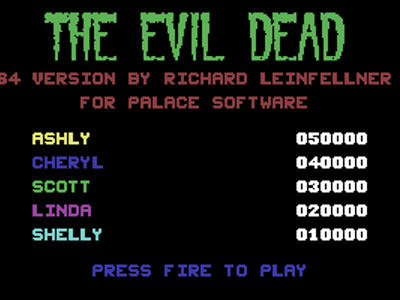 THE EVIL DEAD
64 VERSION BY RICHARD LEINFELLNER
FOR PALACE SOFTWARE
ASHLY 050000
CHERYL 040000
SCOTT 030000
LINDA 020000
SHELLY 010000
PRESS FIRE TO PLAY